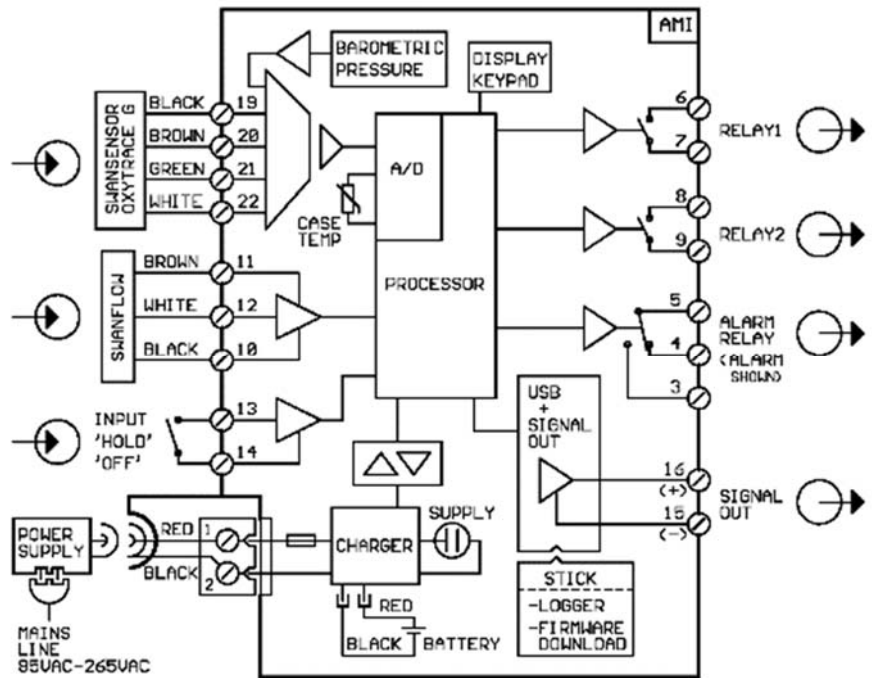 AMI
BAROMETRIC
PRESSURE
DISPLAY
KEYPAD
SWANSENSOR
OXYTRACE G
BLACK 19
BROWN 20
GREEN 21
WHITE 22
A/D
CASE
TEMP
PROCESSOR
6
7
RELAY1
8
9
RELAY2
5
4
3
ALARM
RELAY
(ALARM
SHOWN)
SWANFLOW
BROWN 11
WHITE 12
BLACK 10
INPUT
'HOLD'
'OFF'
13
14
USB
+
SIGNAL
OUT
16
(+)
15
(-)
SIGNAL
OUT
POWER
SUPPLY
RED 1
BLACK 2
CHARGER
SUPPLY
RED
BLACK
BATTERY
STICK
-LOGGER
-FIRMWARE
DOWNLOAD
MAINS
LINE
85VAC-265VAC